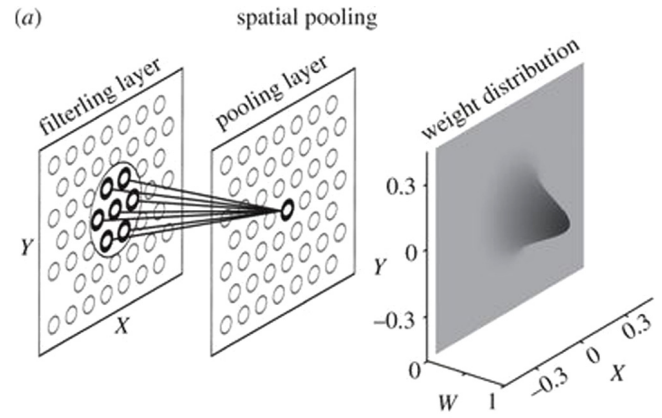 (a)
spatial pooling
filterling layer
pooling layer
weight distribution
Y
X
0.3
0
−0.3
Y
0
W
1
−0.3
0
0.3
X